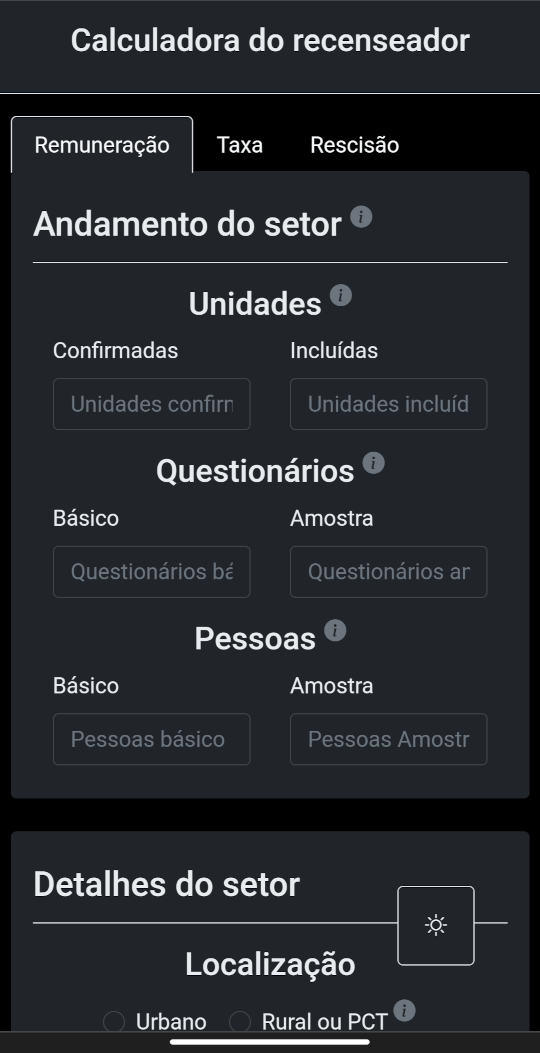 Calculadora do recenseador
Remuneração Taxa Rescisão
Andamento do setor i
Unidades i
Confirmadas Incluídas
Unidades confirn Unidades incluíd
Questionários i
Básico Amostra
Questionários bá Questionários ar
Pessoas i
Básico Amostra
Pessoas básico Pessoas Amostr
Detalhes do setor
Localização
Urbano Rural ou PCT i